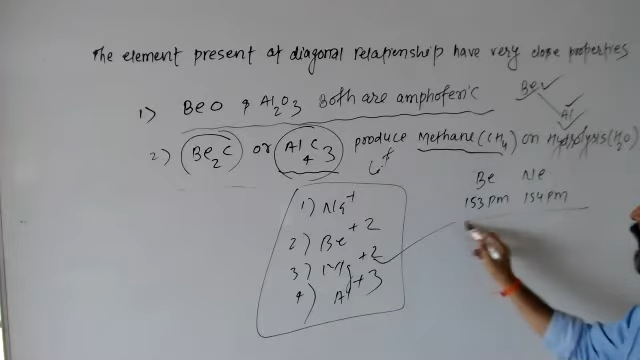 The element present at diagonal relationship have very close properties
1) BeO & Al2O3 Both are amphoteric
Be
Al
2) Be2C or Al4C3 produce Methane (CH4) on Hydrolysis (H2O)
Be Ne
153 pm 154 pm
1) Na+
2) Be+2
3) Mg+2
4) Al+3